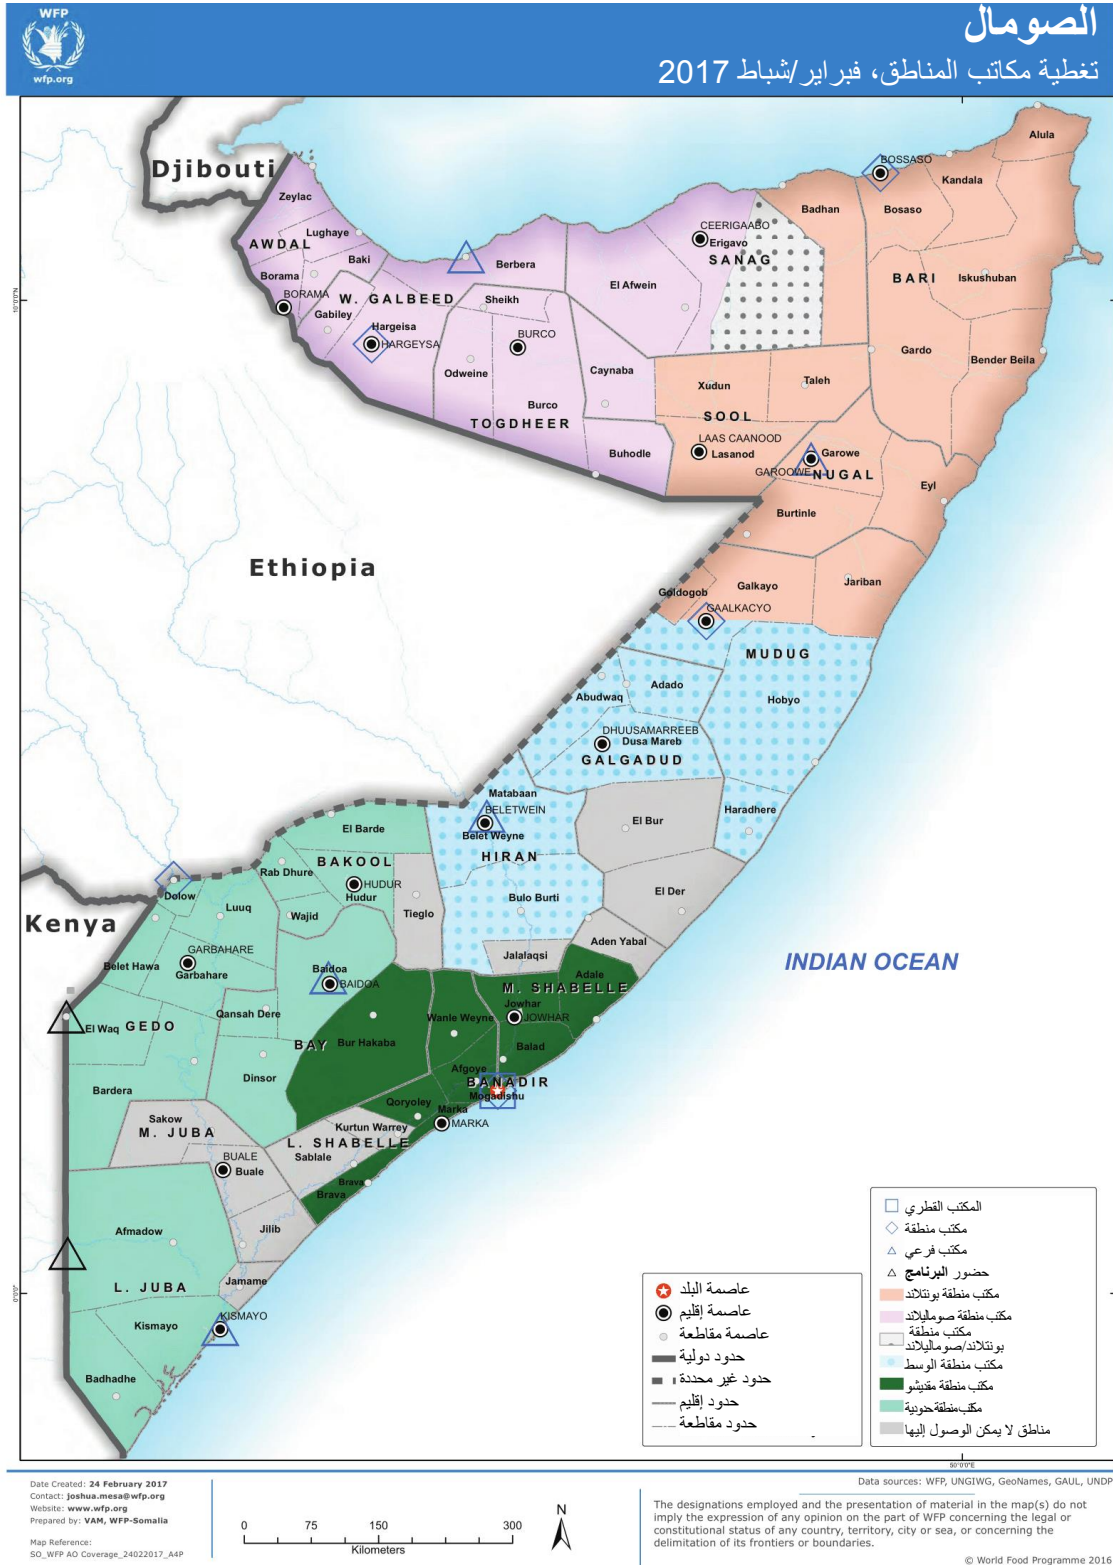 WFP
wfp.org
الصومال
تغطية مكاتب المناطق، فبراير/شباط 2017
Djibouti
Zeylac
Lughaye
AWDAL
Baki
Borama
BORAMA
W. GALBEED
Gabiley
Hargeisa
HARGEYSA
Berbera
Sheikh
BURCO
Odweine
Burco
TOGDHEER
El Afwein
CEERIGAABO
Erigavo
SANAG
Caynaba
Buhodle
Badhan
BOSSASO
Bosaso
Kandala
Alula
BARI
Iskushuban
Gardo
Bender Beila
Xudun
Taleh
SOOL
LAAS CAANOOD
Lasanod
Garowe
GAROOWE
NUGAL
Eyl
Burtinle
Ethiopia
Goldogob
Galkayo
Jariban
GAALKACYO
MUDUG
Hobyo
Adado
Abudwaq
DHUUSAMARREEB
Dusa Mareb
GALGADUD
Matabaan
BELETWEIN
Belet Weyne
HIRAN
Haradhere
El Bur
El Barde
BAKOOL
Rab Dhure
HUDUR
Hudur
Wajid
Tieglo
Bulo Burti
El Der
Aden Yabal
Jalalaqsi
Dolow
Luuq
Kenya
GARBAHARE
Garbahare
Belet Hawa
Baidoa
BAIDOA
Adale
M. SHABELLE
Jowhar
JOWHAR
INDIAN OCEAN
El Waq
GEDO
Qansah Dere
BAY
Bur Hakaba
Wanle Weyne
Balad
Dinsor
Bardera
Afgoye
BANADIR
Mogadishu
Qoryoley
Marka
MARKA
Sakow
M. JUBA
Kurtun Warrey
L. SHABELLE
Sablale
BUALE
Buale
Brava
Brava
Afmadow
Jilib
L. JUBA
Jamame
Kismayo
KISMAYO
Badhadhe
10°0'0"N
0°0'0"
50°0'0"E
عاصمة البلد
عاصمة إقليم
عاصمة مقاطعة
حدود دولية
حدود غير محددة
حدود إقليم
حدود مقاطعة
المكتب القطري
مكتب منطقة
مكتب فرعي
حضور البرنامج
مكتب منطقة بونتلاند
مكتب منطقة صوماليلاند
مكتب منطقة
بونتلاند/صوماليلاند
مكتب منطقة الوسط
مكتب منطقة مقديشو
مكتب منطقة حدودية
مناطق لا يمكن الوصول إليها
Date Created: 24 February 2017
Contact: joshua.mesa@wfp.org
Website: www.wfp.org
Prepared by: VAM, WFP-Somalia
Map Reference:
SO_WFP AO Coverage_24022017_A4P
0 75 150 300
Kilometers
N
Data sources: WFP, UNGIWG, GeoNames, GAUL, UNDP
The designations employed and the presentation of material in the map(s) do not
imply the expression of any opinion on the part of WFP concerning the legal or
constitutional status of any country, territory, city or sea, or concerning the
delimitation of its frontiers or boundaries.
© World Food Programme 2016